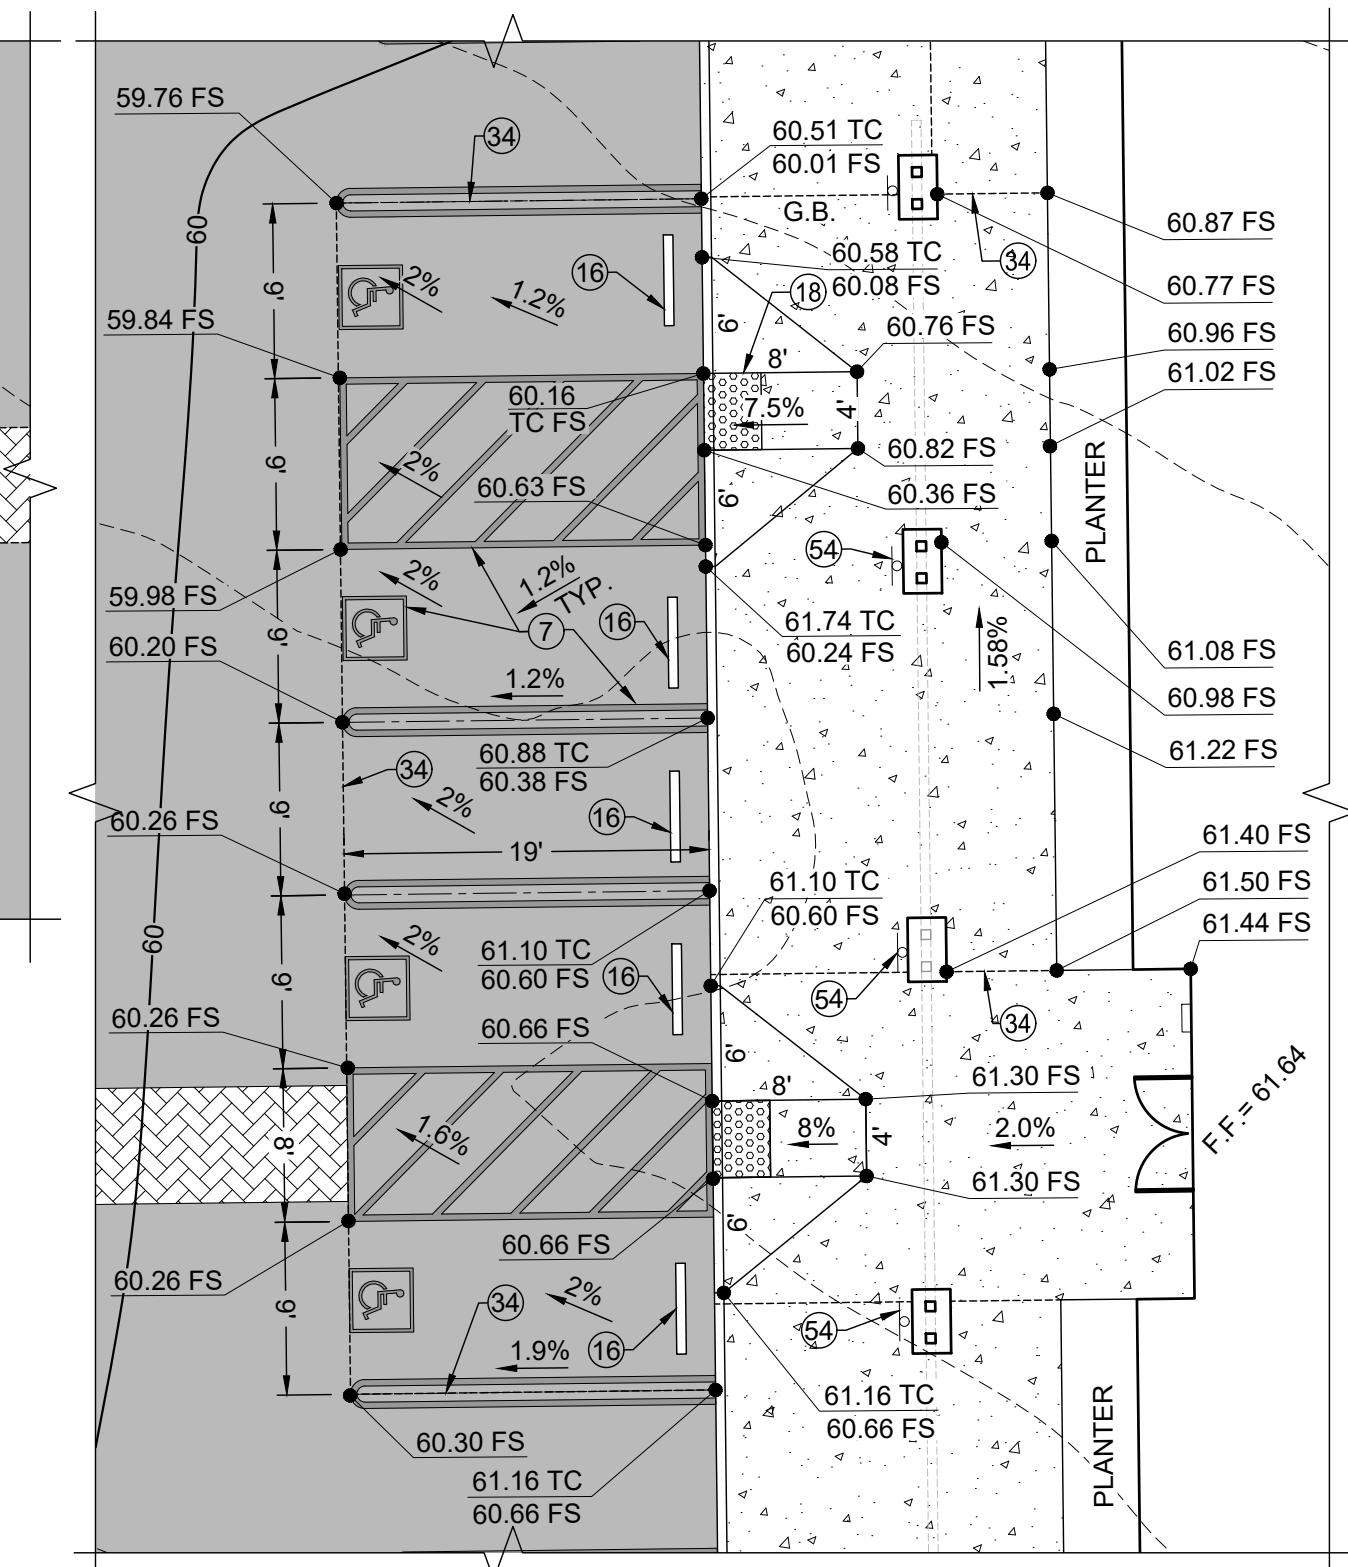 59.76 FS
34
60.51 TC
60.01 FS
G.B.
60
60.87 FS
60.58 TC
60.08 FS
34
16
2%
1.2%
18
60.77 FS
9'
59.84 FS
6'
60.76 FS
60.96 FS
8'
61.02 FS
60.16
TC FS
7.5%
4'
2%
9'
60.63 FS
6'
60.82 FS
60.36 FS
PLANTER
54
59.98 FS
2%
1.2%
TYP.
60.20 FS
9'
7
16
61.74 TC
60.24 FS
1.58%
61.08 FS
1.2%
60.98 FS
60.88 TC
60.38 FS
61.22 FS
34
2%
9'
16
60.26 FS
19'
61.40 FS
61.10 TC
60.60 FS
61.50 FS
61.44 FS
60
2%
61.10 TC
60.60 FS
16
54
9'
34
60.26 FS
60.66 FS
6'
8'
61.30 FS
F.F.= 61.64
8'
1.6%
8%
4'
2.0%
61.30 FS
6'
60.66 FS
60.26 FS
9'
34
2%
16
1.9%
54
61.16 TC
60.66 FS
PLANTER
60.30 FS
61.16 TC
60.66 FS